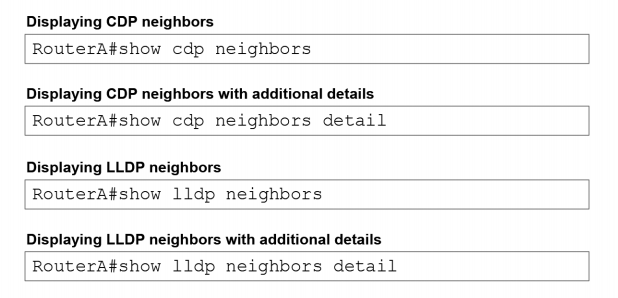 Displaying CDP neighbors
RouterA#show cdp neighbors
Displaying CDP neighbors with additional details
RouterA#show cdp neighbors detail
Displaying LLDP neighbors
RouterA#show lldp neighbors
Displaying LLDP neighbors with additional details
RouterA#show lldp neighbors detail